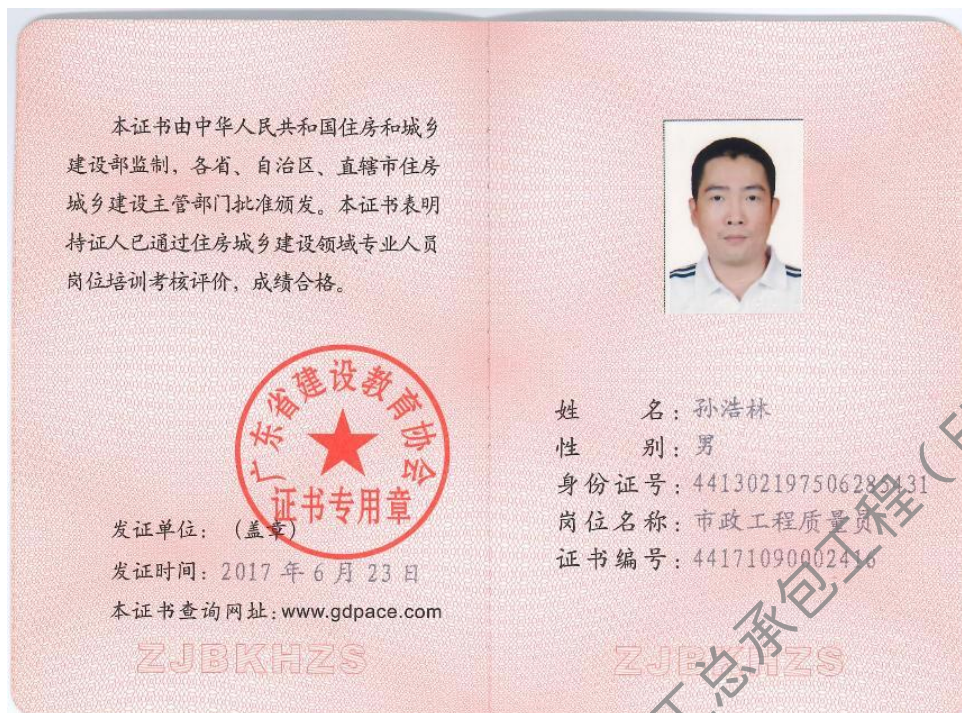 本证书由中华人民共和国住房和城乡
建设部监制，各省、自治区、直辖市住房
城乡建设主管部门批准颁发。本证书表明
持证人已通过住房城乡建设领域专业人员
岗位培训考核评价，成绩合格。
广东省建设教育协会
证书专用章
发证单位：（盖章）
发证时间：2017 年 6 月 23 日
本证书查询网址：www.gdpace.com
ZJBKHZS
姓 名：孙浩林
性 别：男
身份证号：
岗位名称：市政工程质量员
证书编号：44171090002416
ZJBKHZS
工总承包工程（E